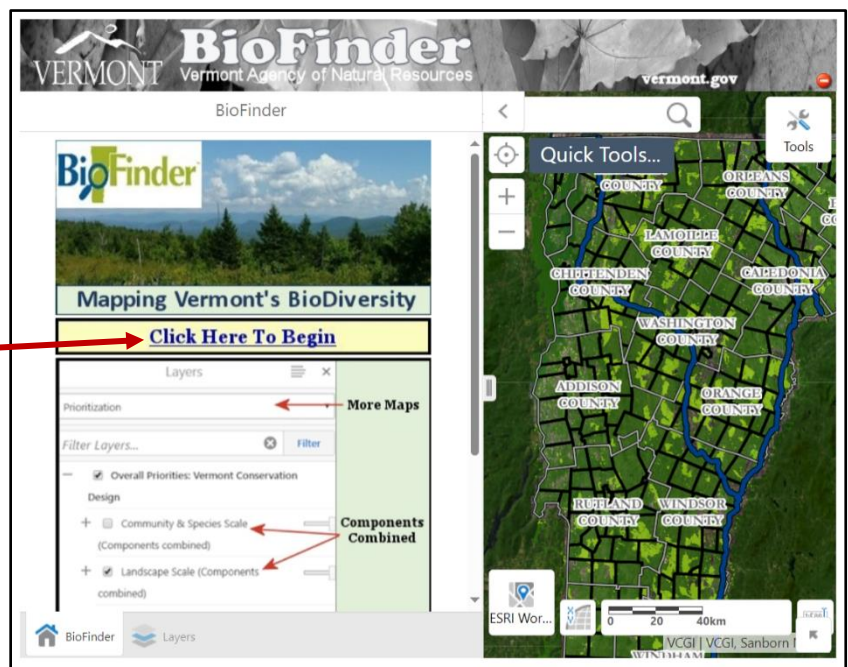 VERMONT
BioFinder
Vermont Agency of Natural Resources
vermont.gov
BioFinder
BioFinder
Mapping Vermont's BioDiversity
Click Here To Begin
Layers
Prioritization
More Maps
Filter Layers...
Filter
Overall Priorities: Vermont Conservation
Design
Community & Species Scale
(Components combined)
Components
Combined
Landscape Scale (Components
combined)
BioFinder
Layers
Tools
Quick Tools...
COUNTY
ORLEANS
COUNTY
LAMOILLE
COUNTY
CHITTENDEN
COUNTY
CALEDONIA
COUNTY
WASHINGTON
COUNTY
ADDISON
COUNTY
ORANGE
COUNTY
RUTLAND
COUNTY
WINDSOR
COUNTY
ESRI Wor...
X
Y
0 20 40km
VCGI | VCGI, Sanborn
WINDHAM